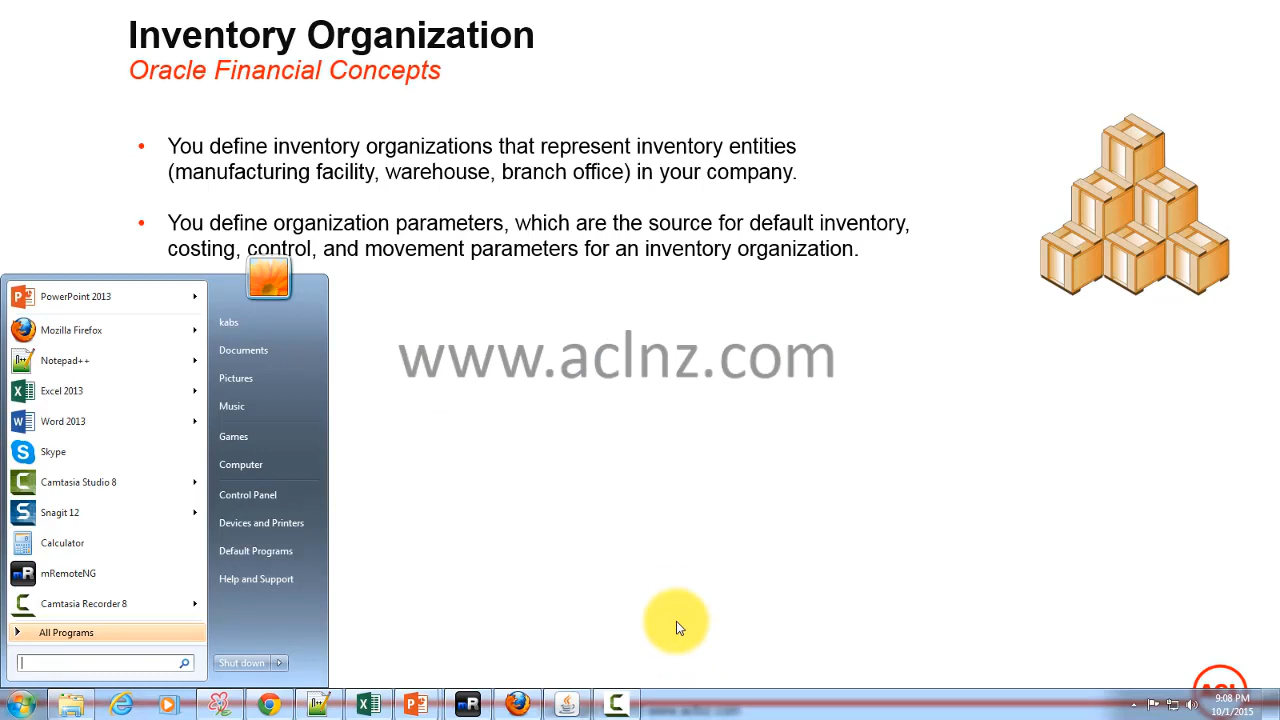 Inventory Organization
Oracle Financial Concepts
• You define inventory organizations that represent inventory entities
(manufacturing facility, warehouse, branch office) in your company.
• You define organization parameters, which are the source for default inventory,
costing, control, and movement parameters for an inventory organization.
www.aclnz.com
PowerPoint 2013
Mozilla Firefox
Notepad++
Excel 2013
Word 2013
Skype
Camtasia Studio 8
Snagit 12
Calculator
mRemoteNG
Camtasia Recorder 8
All Programs
kabs
Documents
Pictures
Music
Games
Computer
Control Panel
Devices and Printers
Default Programs
Help and Support
Shut down
www.aclnz.com
9:08 PM
10/1/2015